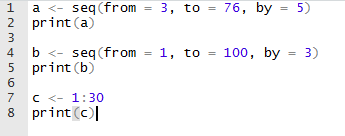 1 a <- seq(from = 3, to = 76, by = 5)
2 print(a)
3
4 b <- seq(from = 1, to = 100, by = 3)
5 print(b)
6
7 c <- 1:30
8 print(c)